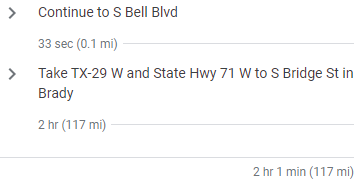 Continue to S Bell Blvd
33 sec (0.1 mi)
Take TX-29 W and State Hwy 71 W to S Bridge St in
Brady
2 hr (117 mi)
2 hr 1 min (117 mi)